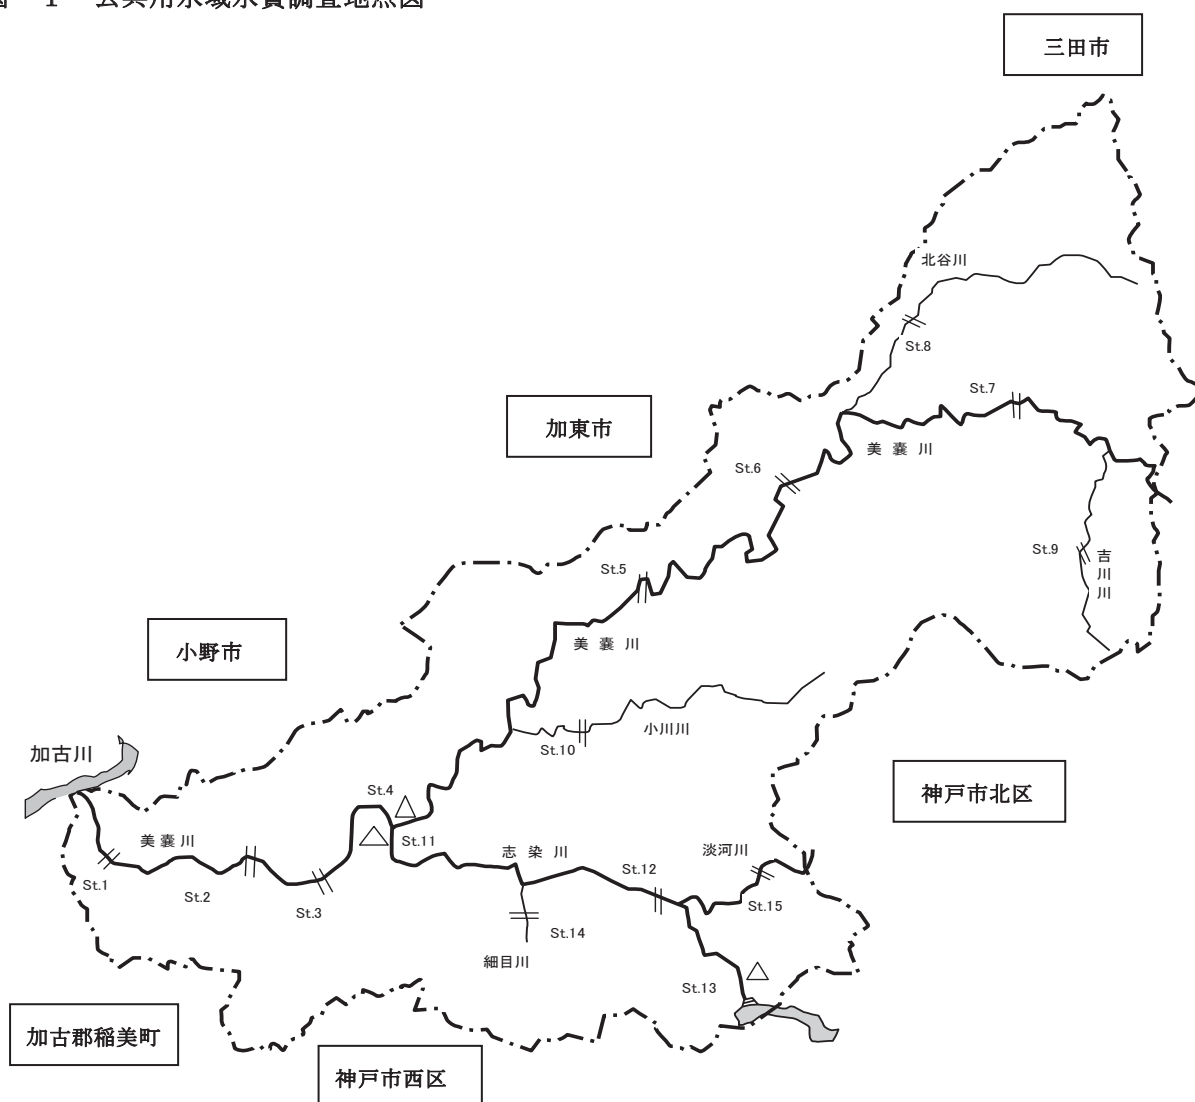 図 1 公共用水域水質調査地点図
三田市
北谷川
St.8
St.7
加東市
美嚢川
St.6
St.9
吉川川
St.5
小野市
美嚢川
小川川
St.10
加古川
神戸市北区
St.4
美嚢川
St.11
志染川
淡河川
St.12
St.1
St.2
St.3
St.15
St.14
細目川
St.13
加古郡稲美町
神戸市西区